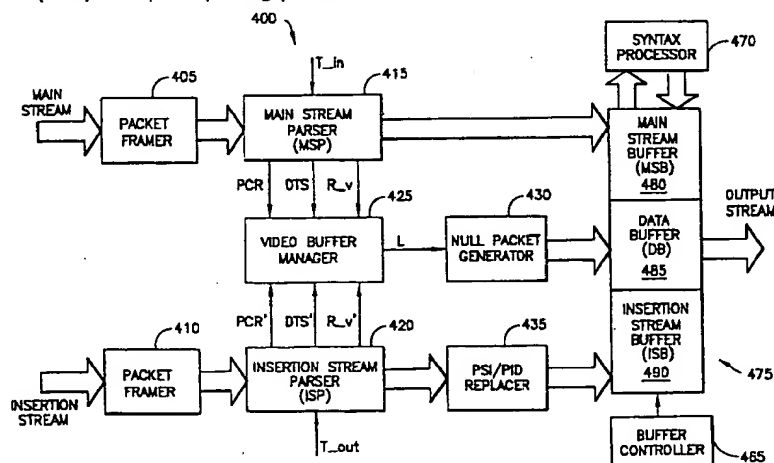 400
470
SYNTAX
PROCESSOR
405
T_in
415
MAIN
STREAM
PACKET
FRAMER
MAIN STREAM
PARSER
(MSP)
MAIN
STREAM
BUFFER
(MSB)
480
PCR DTS R_v
425
430
OUTPUT
STREAM
VIDEO BUFFER
MANAGER
L
NULL PACKET
GENERATOR
DATA
BUFFER
(DB)
485
PCR' DTS' R_v'
410
420
435
INSERTION
STREAM
PACKET
FRAMER
INSERTION STREAM
PARSER
(ISP)
PSI/PID
REPLACER
INSERTION
STREAM
BUFFER
(ISB)
490
475
T_out
BUFFER
CONTROLLER
465